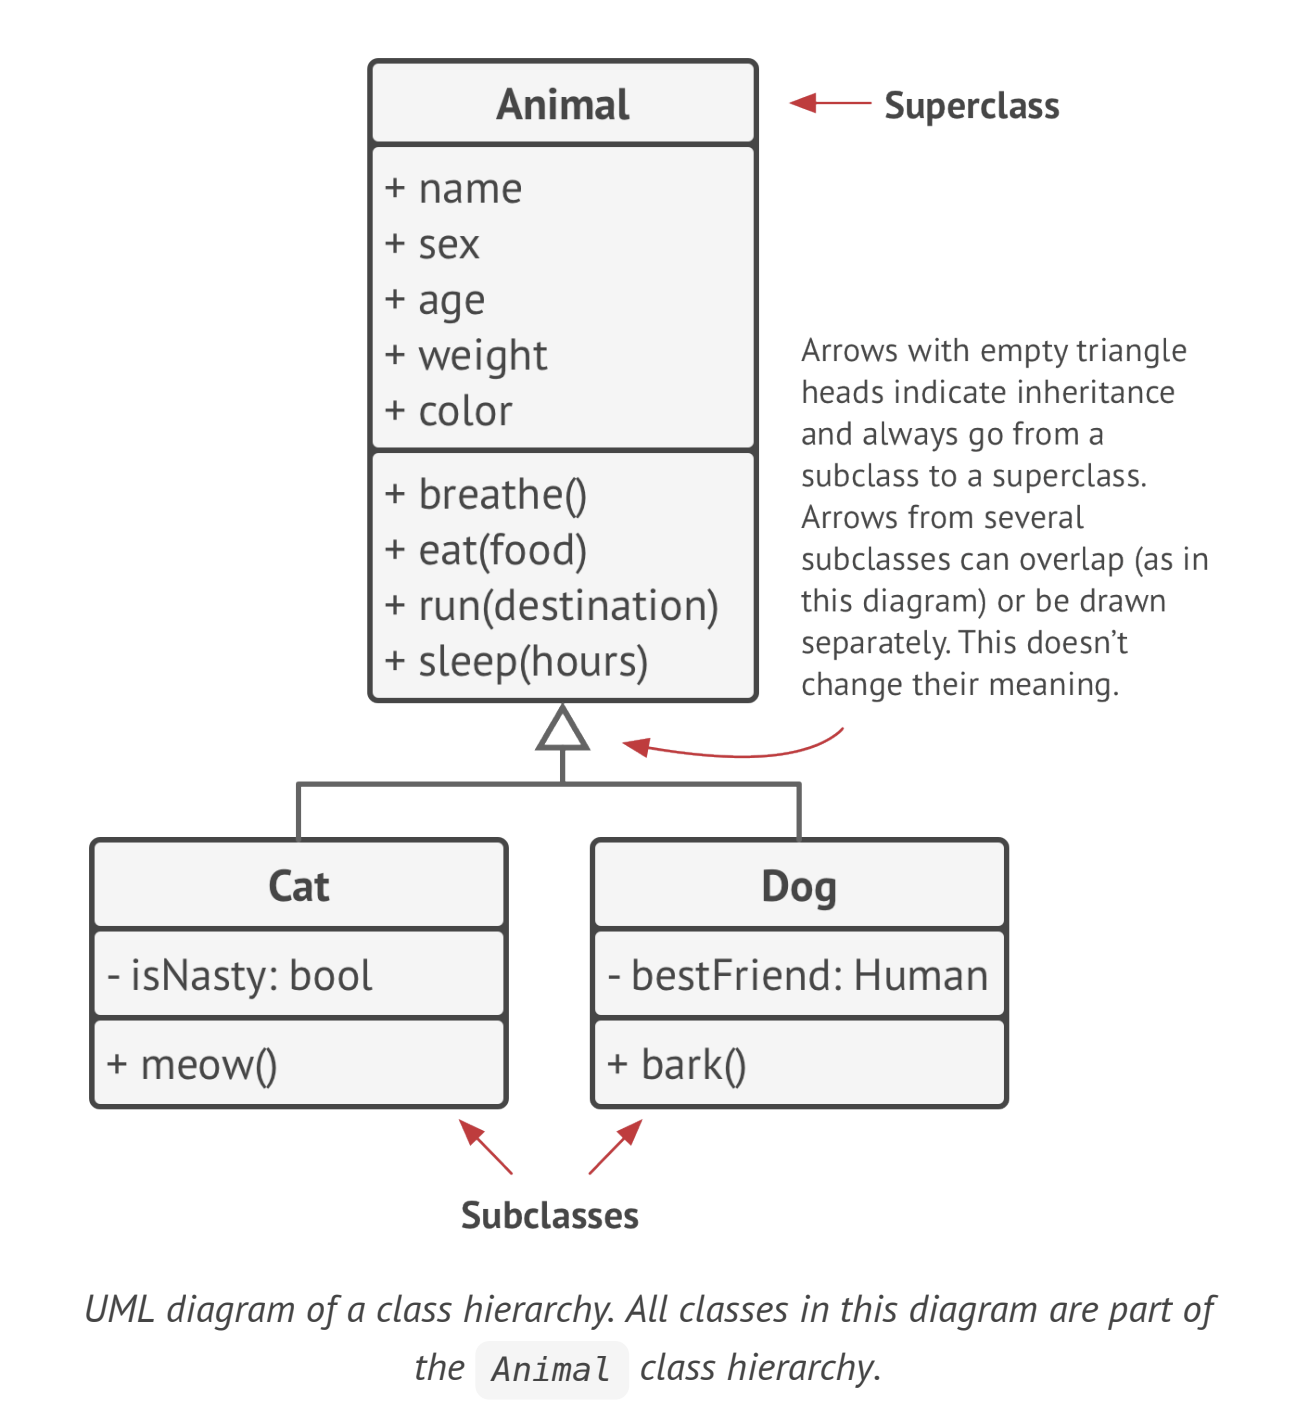 Animal
Superclass
+ name
+ sex
+ age
+ weight
+ color
+ breathe()
+ eat(food)
+ run(destination)
+ sleep(hours)
Arrows with empty triangle
heads indicate inheritance
and always go from a
subclass to a superclass.
Arrows from several
subclasses can overlap (as in
this diagram) or be drawn
separately. This doesn’t
change their meaning.
Cat
- isNasty: bool
+ meow()
Dog
- bestFriend: Human
+ bark()
Subclasses
UML diagram of a class hierarchy. All classes in this diagram are part of
the Animal class hierarchy.